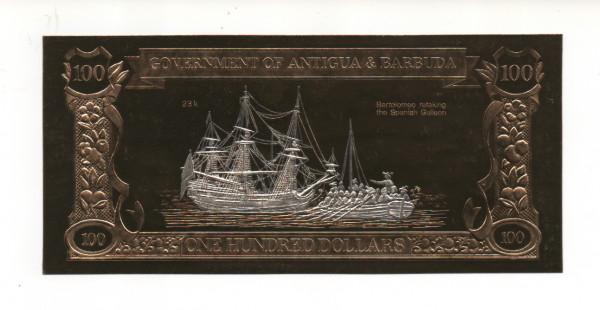 100
GOVERNMENT OF ANTIGUA & BARBUDA
100
23k
Bartolomeo retaking
the Spanish Galleon
100
ONE HUNDRED DOLLARS
100